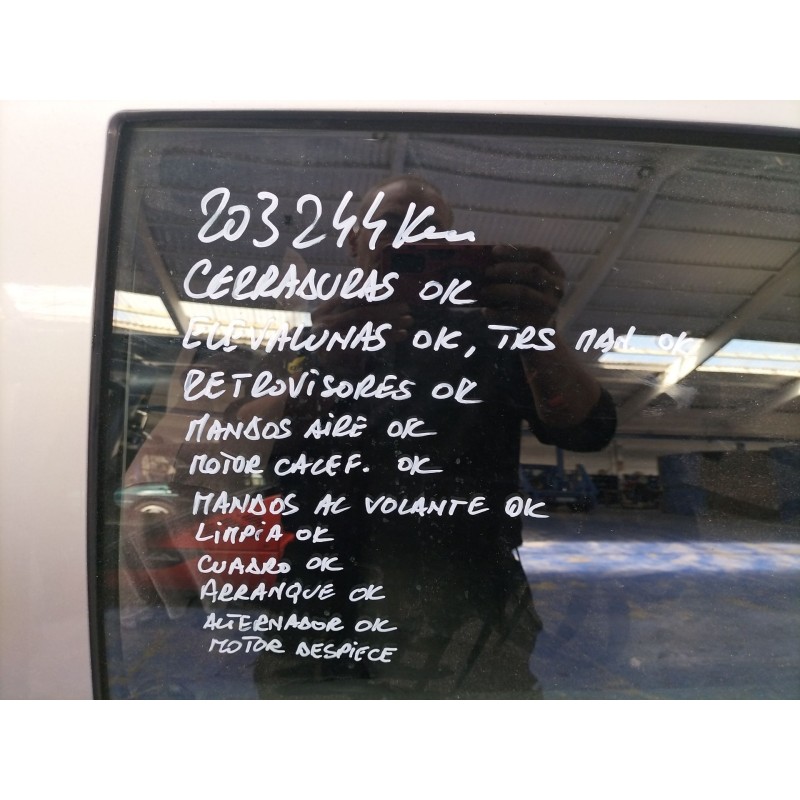 203244 Km
CERRADURAS OK
ELEVALUNAS OK, TRS MAN. OK
RETROVISORES OK
MANDOS AIRE OK
MOTOR CALEF. OK
MANDOS AL VOLANTE OK
LIMPIA OK
CUADRO OK
ARRANQUE OK
ALTERNADOR OK
MOTOR DESPIECE